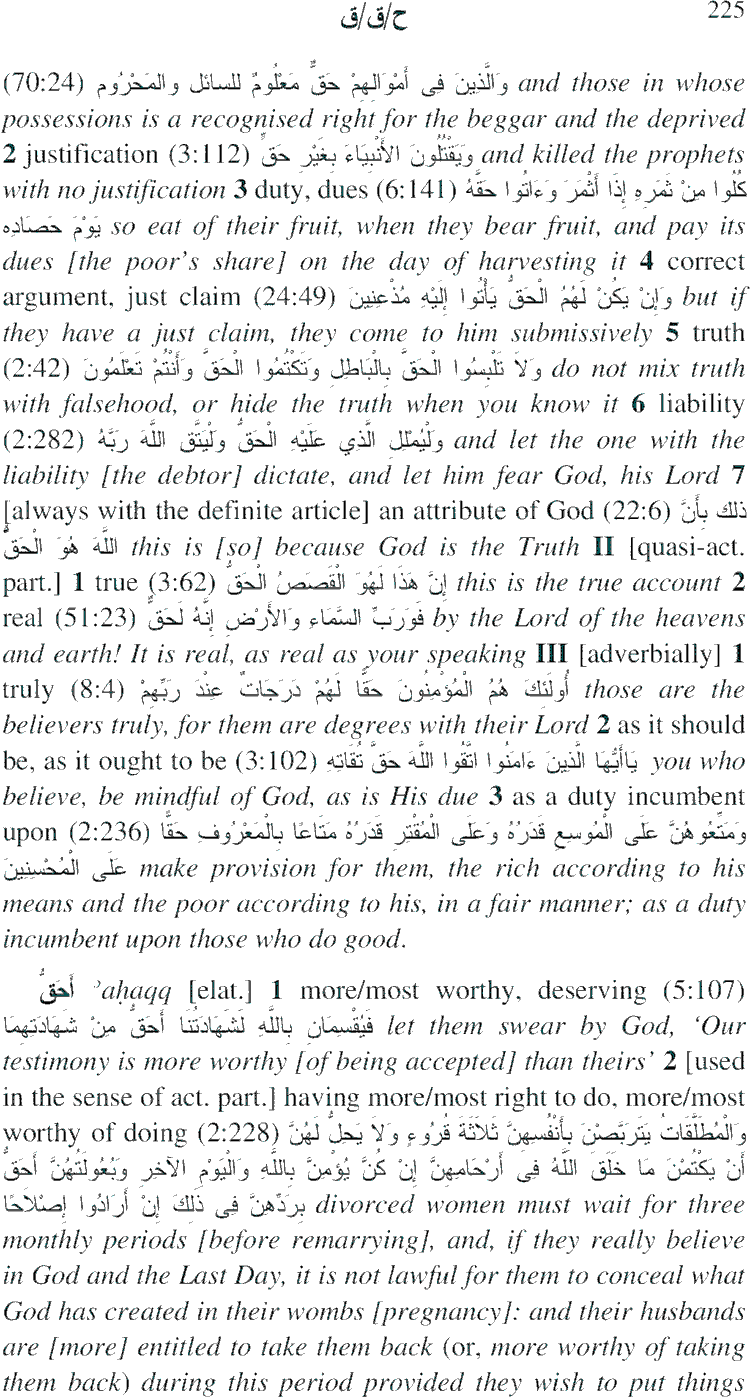 ح/ق/ق 225
(70:24) وَالَّذِينَ فِى أَمْوَالِهِمْ حَقٌّ مَعْلُومٌ للسائل والمَحْرُوم and those in whose
possessions is a recognised right for the beggar and the deprived
2 justification (3:112) وَيَقْتُلُونَ الأَنْبِيَاءَ بِغَيْرِ حَقٍّ and killed the prophets
with no justification 3 duty, dues (6:141) كُلُوا مِنْ ثَمَرِهِ إِذَا أَثْمَرَ وَءَاتُوا حَقَّهُ
يَوْمَ حَصَادِه so eat of their fruit, when they bear fruit, and pay its
dues [the poor's share] on the day of harvesting it 4 correct
argument, just claim (24:49) وَإِنْ يَكُنْ لَهُمُ الْحَقُّ يَأْتُوا إِلَيْهِ مُذْعِنِينَ but if
they have a just claim, they come to him submissively 5 truth
(2:42) وَلاَ تَلْبِسُوا الْحَقَّ بِالْبَاطِلِ وَتَكْتُمُوا الْحَقَّ وَأَنْتُمْ تَعْلَمُونَ do not mix truth
with falsehood, or hide the truth when you know it 6 liability
(2:282) وَلْيُمْلِلِ الَّذِي عَلَيْهِ الْحَقُّ وَلْيَتَّقِ اللَّهَ رَبَّهُ and let the one with the
liability [the debtor] dictate, and let him fear God, his Lord 7
[always with the definite article] an attribute of God (22:6) ذلك بِأَنَّ
اللَّهَ هُوَ الْحَقُّ this is [so] because God is the Truth II [quasi-act.
part.] 1 true (3:62) إِنَّ هَذَا لَهُوَ الْقَصَصُ الْحَقُّ this is the true account 2
real (51:23) فَوَرَبِّ السَّمَاءِ وَالأَرْضِ إِنَّهُ لَحَقٌّ by the Lord of the heavens
and earth! It is real, as real as your speaking III [adverbially] 1
truly (8:4) أُولَئِكَ هُمُ الْمُؤْمِنُونَ حَقًّا لَهُمْ دَرَجَاتٌ عِنْدَ رَبِّهِمْ those are the
believers truly, for them are degrees with their Lord 2 as it should
be, as it ought to be (3:102) يَاأَيُّهَا الَّذِينَ ءَامَنُوا اتَّقُوا اللَّهَ حَقَّ تُقَاتِهِ you who
believe, be mindful of God, as is His due 3 as a duty incumbent
upon (2:236) وَمَتِّعُوهُنَّ عَلَى الْمُوسِعِ قَدَرُهُ وَعَلَى الْمُقْتِرِ قَدَرُهُ مَتَاعًا بِالْمَعْرُوفِ حَقًّا
عَلَى الْمُحْسِنِينَ make provision for them, the rich according to his
means and the poor according to his, in a fair manner; as a duty
incumbent upon those who do good.
أَحَقُّ ʾaḥaqq [elat.] 1 more/most worthy, deserving (5:107)
فَيُقْسِمَانِ بِاللَّهِ لَشَهَادَتُنَا أَحَقُّ مِنْ شَهَادَتِهِمَا let them swear by God, ‘Our
testimony is more worthy [of being accepted] than theirs’ 2 [used
in the sense of act. part.] having more/most right to do, more/most
worthy of doing (2:228) وَالْمُطَلَّقَاتُ يَتَرَبَّصْنَ بِأَنْفُسِهِنَّ ثَلاَثَةَ قُرُوءٍ وَلاَ يَحِلُّ لَهُنَّ
أَنْ يَكْتُمْنَ مَا خَلَقَ اللَّهُ فِى أَرْحَامِهِنَّ إِنْ كُنَّ يُؤْمِنَّ بِاللَّهِ وَالْيَوْمِ الآخِرِ وَبُعُولَتُهُنَّ أَحَقُّ
بِرَدِّهِنَّ فِى ذَلِكَ إِنْ أَرَادُوا إِصْلاَحًا divorced women must wait for three
monthly periods [before remarrying], and, if they really believe
in God and the Last Day, it is not lawful for them to conceal what
God has created in their wombs [pregnancy]: and their husbands
are [more] entitled to take them back (or, more worthy of taking
them back) during this period provided they wish to put things